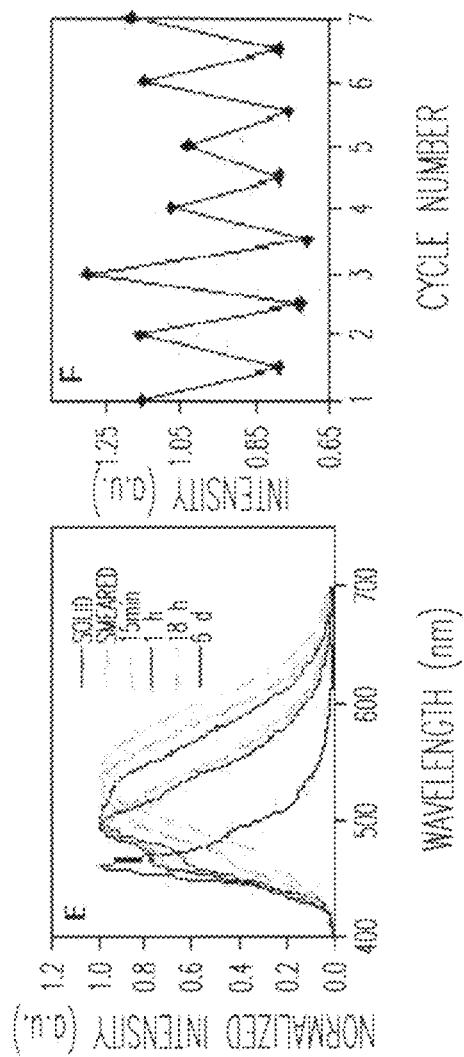 E
NORMALIZED INTENSITY (a.u.)
1.2
1.0
0.8
0.6
0.4
0.2
0.0
400
500
600
700
WAVELENGTH (nm)
SOLID
SMEARED
15min
1 h
18 h
6 d
F
INTENSITY (a.u.)
1.25
1.05
0.85
0.65
1
2
3
4
5
6
7
CYCLE NUMBER